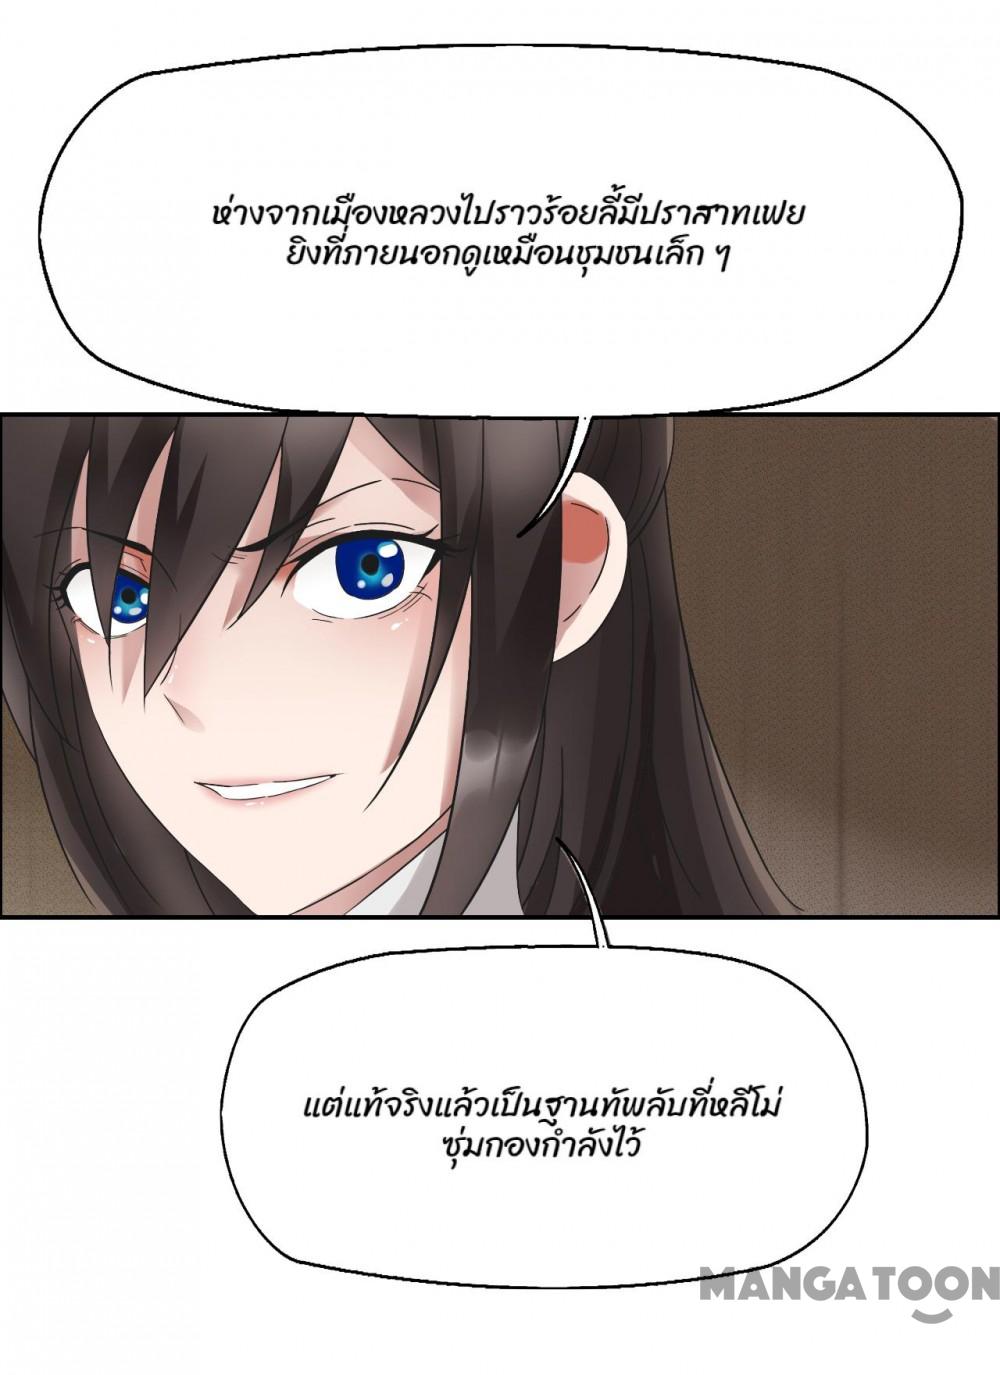 ห่างจากเมืองหลวงไปราวร้อยลี้มีปราสาทเฟย
ยิงที่ภายนอกดูเหมือนชุมชนเล็ก ๆ
แต่แท้จริงแล้วเป็นฐานทัพลับที่หลีโม่
ซุ่มกองกำลังไว้
MANGATOON